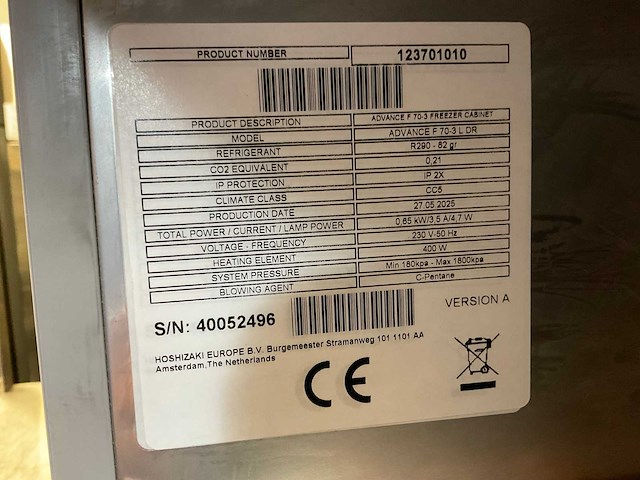 PRODUCT NUMBER 123701010
PRODUCT DESCRIPTION ADVANCE F 70-3 FREEZER CABINET
MODEL ADVANCE F 70-3 L DR
REFRIGERANT R290 - 82 gr
CO2 EQUIVALENT 0,21
IP PROTECTION IP 2X
CLIMATE CLASS CC5
PRODUCTION DATE 27.05.2025
TOTAL POWER / CURRENT / LAMP POWER 0,65 kW/3,5 A/4,7 W
VOLTAGE - FREQUENCY 230 V-50 Hz
HEATING ELEMENT 400 W
SYSTEM PRESSURE Min 180kpa - Max 1800kpa
BLOWING AGENT C-Pentane
S/N: 40052496
VERSION A
HOSHIZAKI EUROPE B.V. Burgemeester Stramanweg 101 1101 AA
Amsterdam,The Netherlands
CE